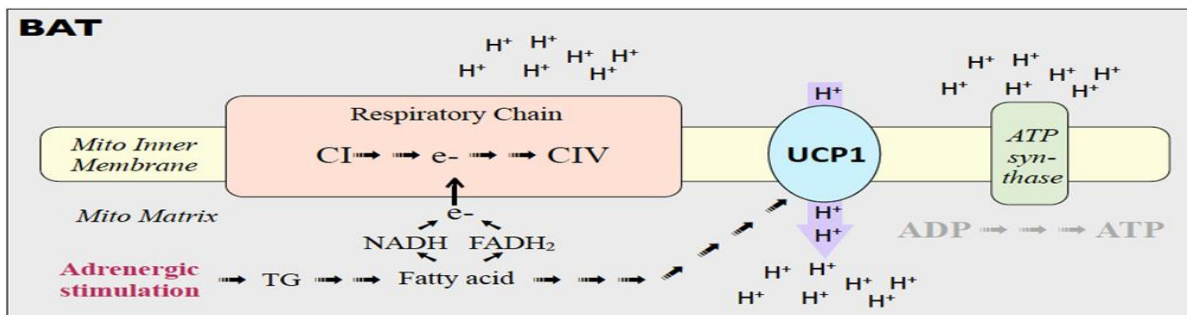 BAT
H⁺ H⁺ H⁺ H⁺ H⁺ H⁺ H⁺
H⁺
H⁺ H⁺ H⁺ H⁺ H⁺ H⁺ H⁺
Respiratory Chain
CI e- CIV
Mito Inner
Membrane
UCP1
ATP
syn-
thase
Mito Matrix
e-
NADH FADH₂
H⁺
H⁺
ADP ATP
Adrenergic
stimulation
TG Fatty acid
H⁺ H⁺ H⁺ H⁺ H⁺ H⁺ H⁺